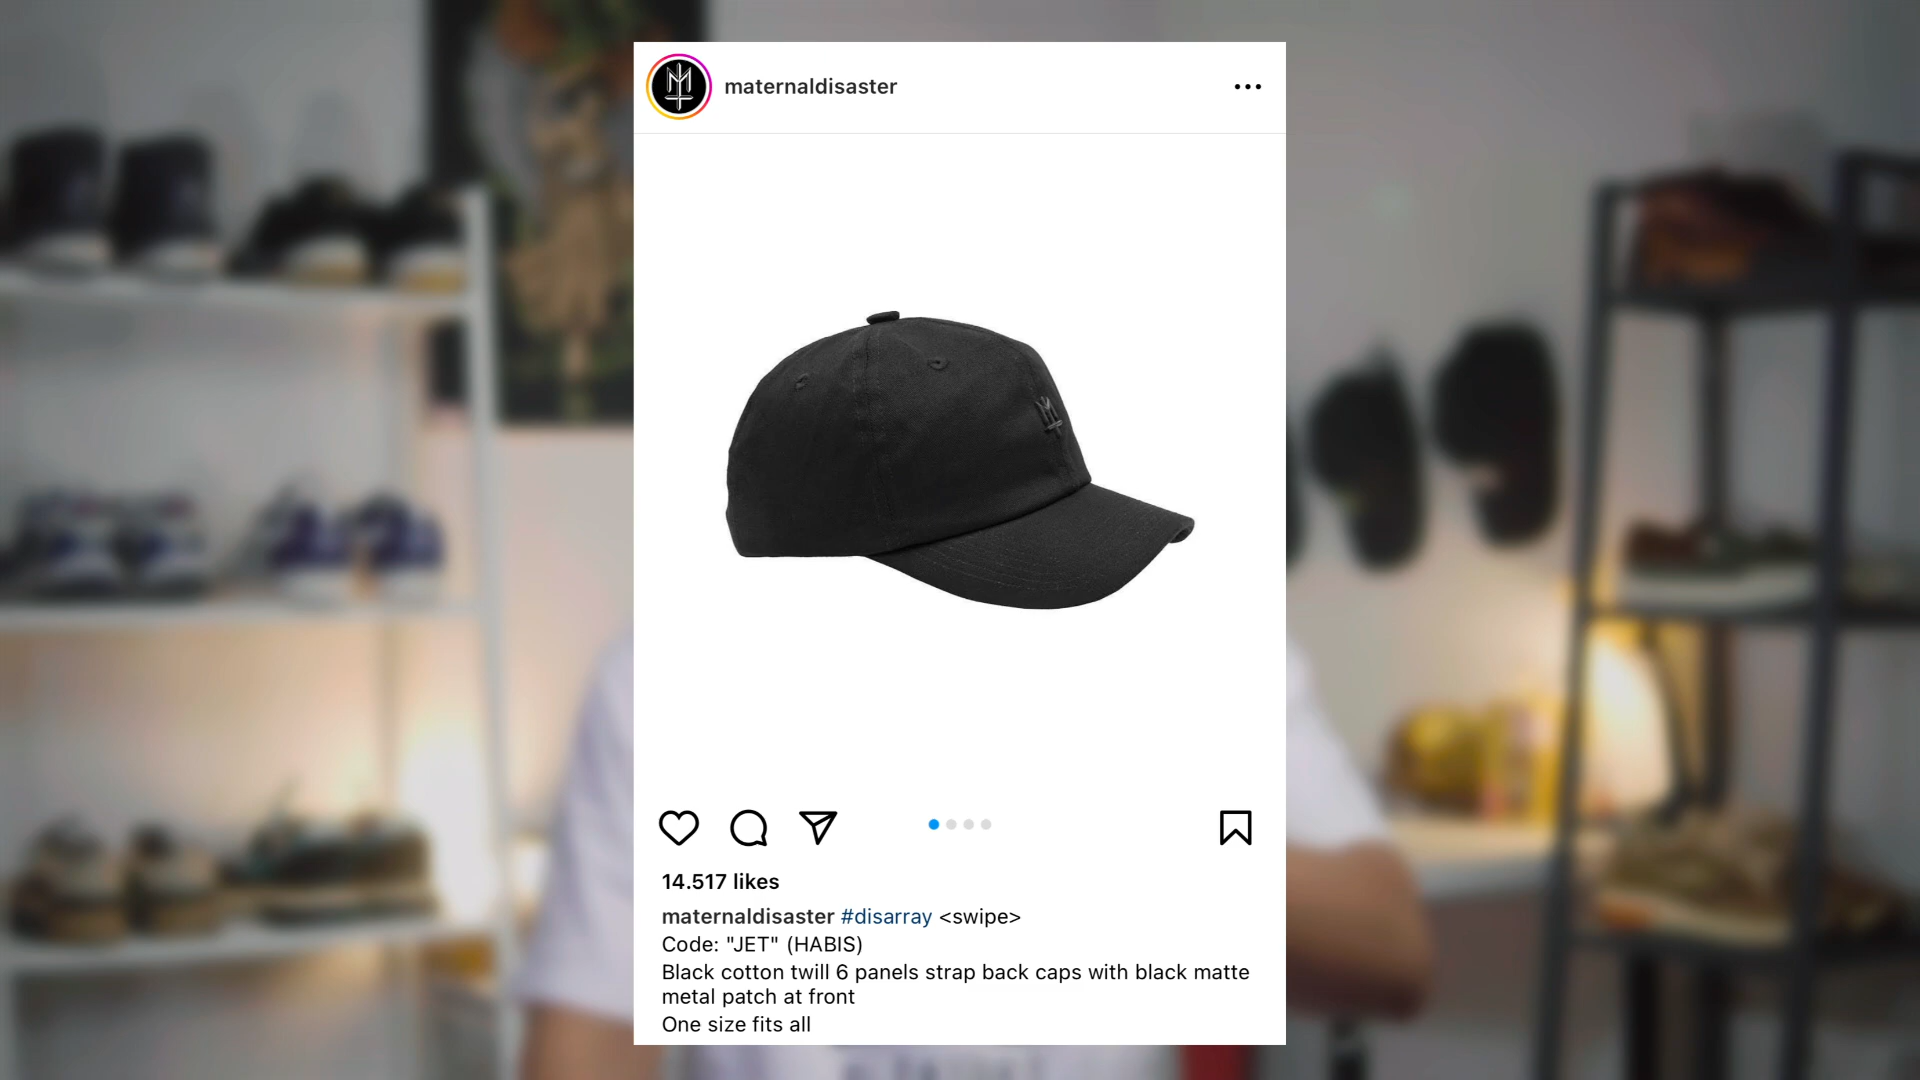 maternaldisaster
14.517 likes
maternaldisaster #disarray <swipe>
Code: "JET" (HABIS)
Black cotton twill 6 panels strap back caps with black matte
metal patch at front
One size fits all